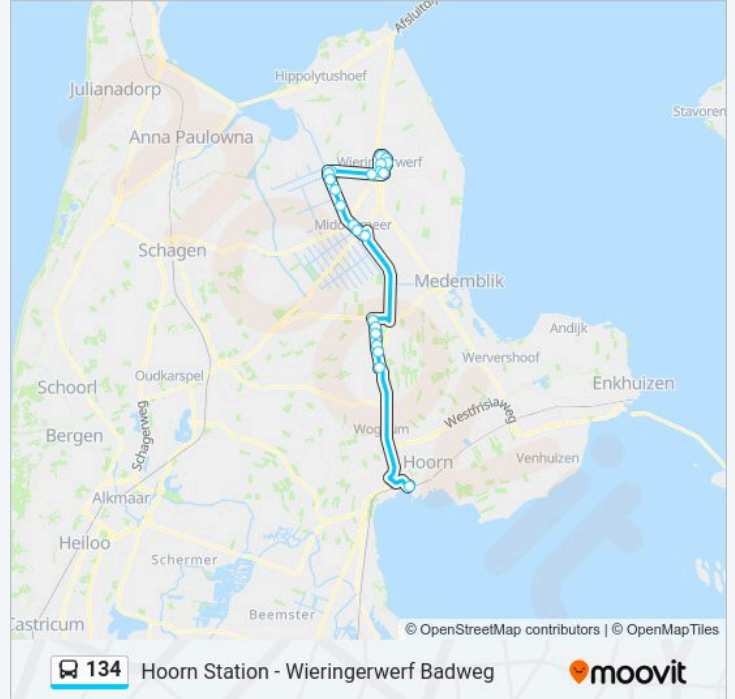 Afsluitdij
Hippolytushoef
Julianadorp
Stavoren
Anna Paulowna
Wieringerwerf
Middenmeer
Schagen
Medemblik
Andijk
Wervershoof
Oudkarspel
Enkhuizen
Schoorl
Westfrisiaweg
Schagerweg
Bergen
Wognum
Hoorn
Venhuizen
Alkmaar
Heiloo
Schermer
Beemster
Castricum
© OpenStreetMap contributors | © OpenMapTiles
134 Hoorn Station - Wieringerwerf Badweg moovit